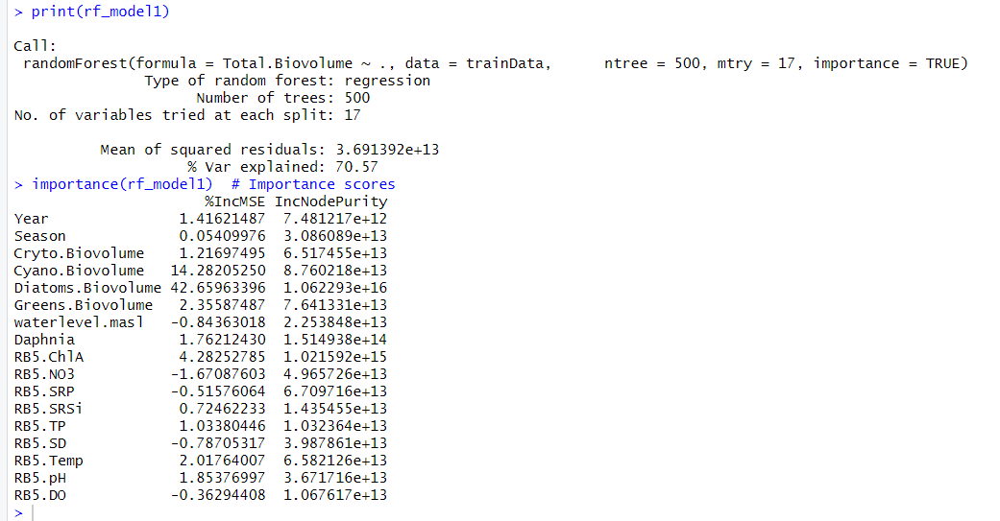 > print(rf_model1)
Call:
 randomForest(formula = Total.Biovolume ~ ., data = trainData,      ntree = 500, mtry = 17, importance = TRUE)
               Type of random forest: regression
                     Number of trees: 500
No. of variables tried at each split: 17
          Mean of squared residuals: 3.691392e+13
                    % Var explained: 70.57
> importance(rf_model1)  # Importance scores
                      %IncMSE IncNodePurity
Year               1.41621487  7.481217e+12
Season             0.05409976  3.086089e+13
Cryto.Biovolume    1.21697495  6.517455e+13
Cyano.Biovolume   14.28205250  8.760218e+13
Diatoms.Biovolume 42.65963396  1.062293e+16
Greens.Biovolume   2.35587487  7.641331e+13
waterlevel.masl   -0.84363018  2.253848e+13
Daphnia            1.76212430  1.514938e+14
RB5.ChlA           4.28252785  1.021592e+15
RB5.NO3           -1.67087603  4.965726e+13
RB5.SRP           -0.51576064  6.709716e+13
RB5.SRSi           0.72462233  1.435455e+13
RB5.TP             1.03380446  1.032364e+13
RB5.SD            -0.78705317  3.987861e+13
RB5.Temp           2.01764007  6.582126e+13
RB5.pH             1.85376997  3.671716e+13
RB5.DO            -0.36294408  1.067617e+13
>